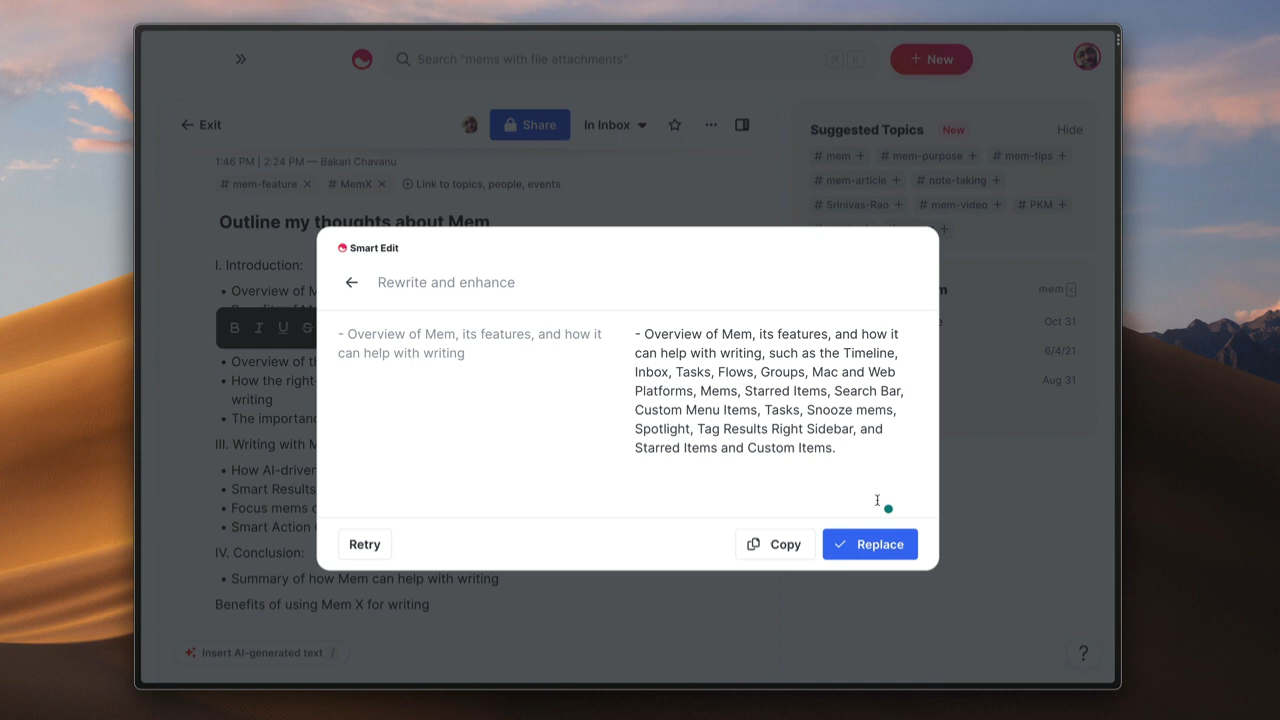 Search "mems with file attachments"
⌘ K
+ New
Exit
Share
In Inbox
Suggested Topics
New
Hide
1:46 PM | 2:24 PM — Bakari Chavanu
# mem +
# mem-purpose +
# mem-tips +
# mem-feature ×
# MemX ×
Link to topics, people, events
# mem-article +
# note-taking +
# Srinivas-Rao +
# mem-video +
# PKM +
Outline my thoughts about Mem
Smart Edit
I. Introduction:
Rewrite and enhance
• Overview of M
mem
Oct 31
B I U S
6/4/21
Aug 31
- Overview of Mem, its features, and how it
can help with writing
- Overview of Mem, its features, and how it
can help with writing, such as the Timeline,
Inbox, Tasks, Flows, Groups, Mac and Web
Platforms, Mems, Starred Items, Search Bar,
Custom Menu Items, Tasks, Snooze mems,
Spotlight, Tag Results Right Sidebar, and
Starred Items and Custom Items.
• Overview of t
• How the right-
writing
• The importanc
III. Writing with M
• How AI-driven
• Smart Results
• Focus mems
• Smart Action
Retry
Copy
Replace
IV. Conclusion:
• Summary of how Mem can help with writing
Benefits of using Mem X for writing
Insert AI-generated text /
?